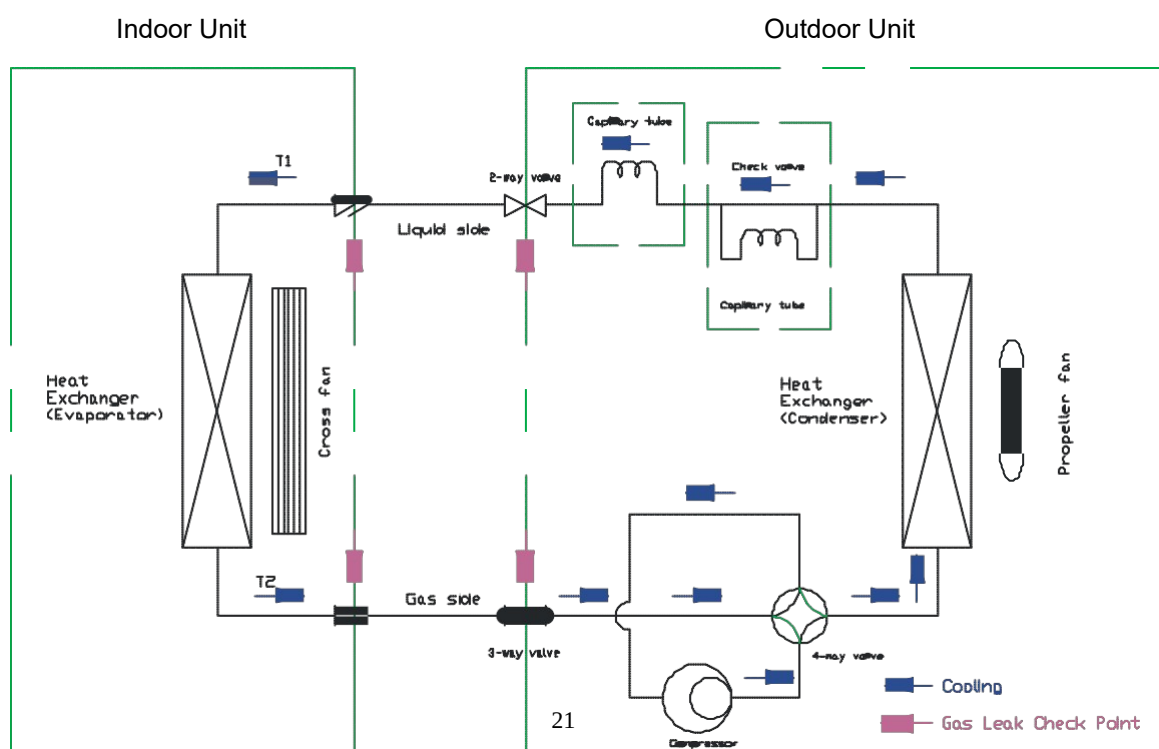 Indoor Unit
Outdoor Unit
Capillary tube
T1
2-way valve
Check valve
Liquid side
Capillary tube
Heat
Exchanger
(Evaporator)
Cross fan
Heat
Exchanger
(Condenser)
Propeller fan
T2
Gas side
3-way valve
4-way valve
Cooling
21
Gas Leak Check Point
Compressor